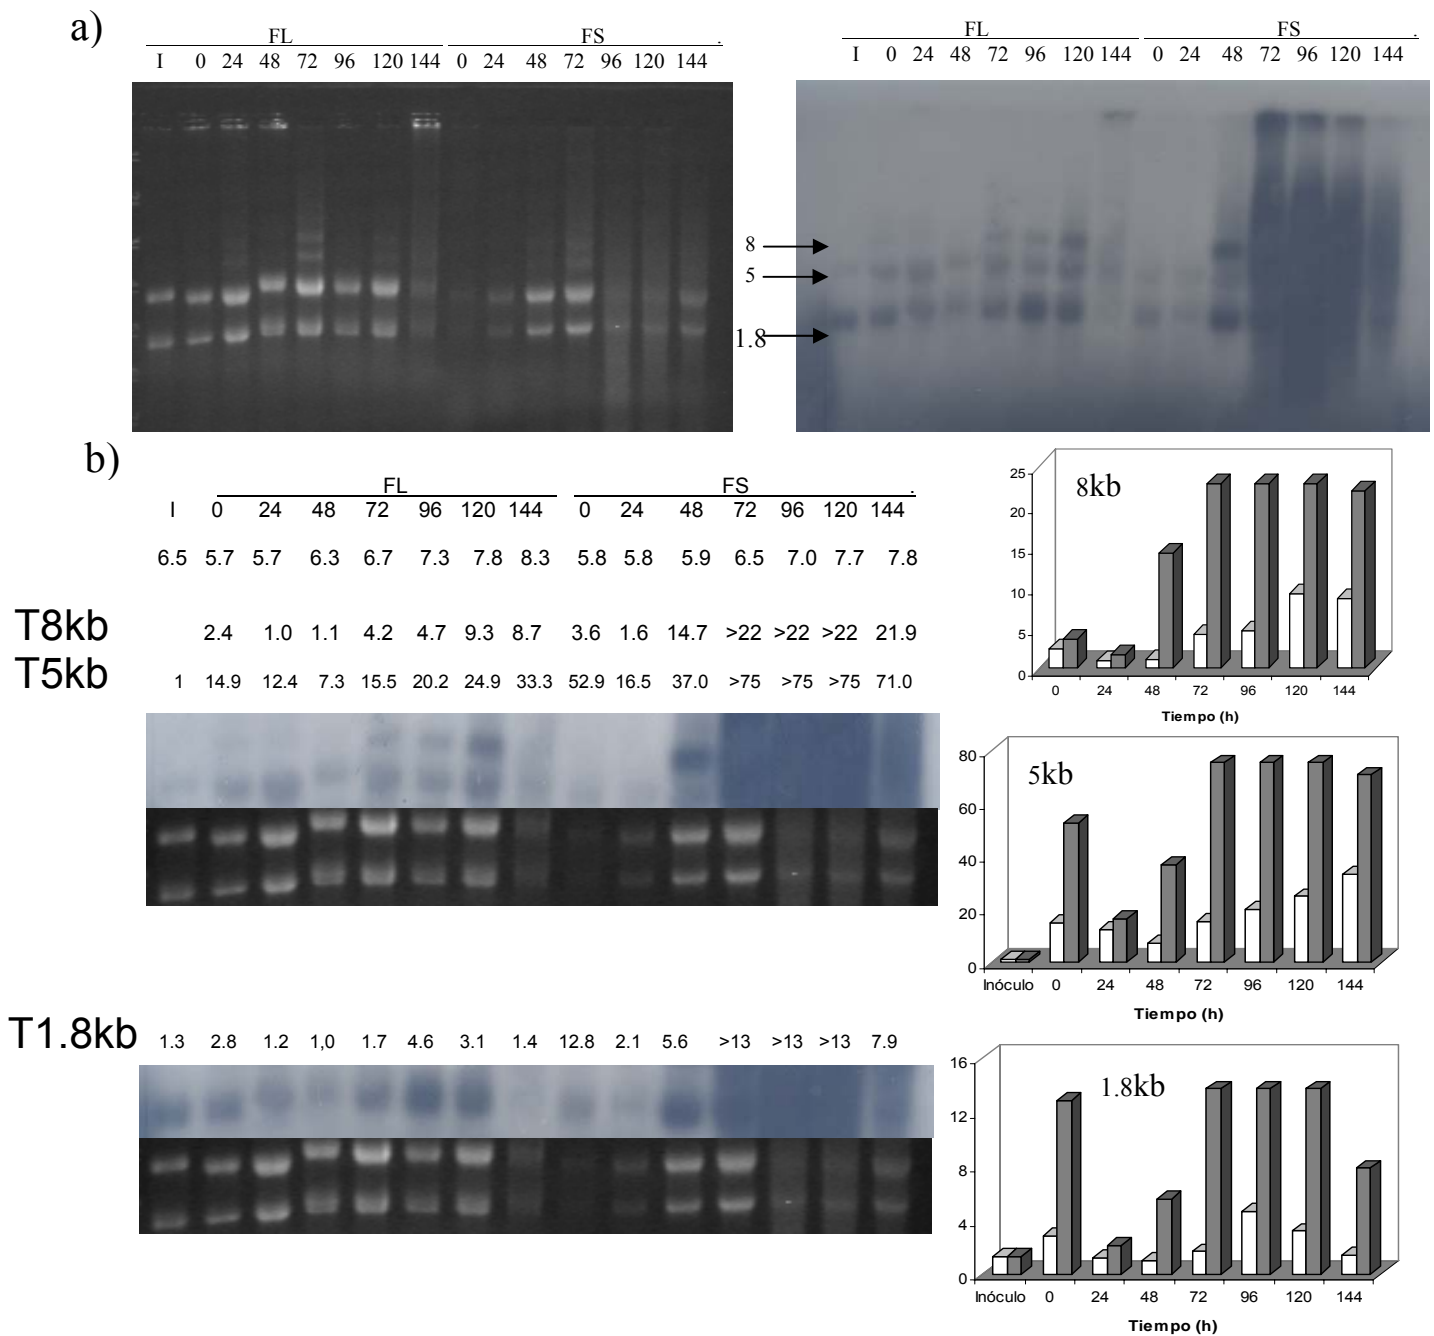 a)
FL FS .
I 0 24 48 72 96 120 144 0 24 48 72 96 120 144
FL FS .
I 0 24 48 72 96 120 144 0 24 48 72 96 120 144
8
5
1.8
b)
FL FS .
I 0 24 48 72 96 120 144 0 24 48 72 96 120 144
6.5 5.7 5.7 6.3 6.7 7.3 7.8 8.3 5.8 5.8 5.9 6.5 7.0 7.7 7.8
T8kb 2.4 1.0 1.1 4.2 4.7 9.3 8.7 3.6 1.6 14.7 >22 >22 >22 21.9
T5kb 1 14.9 12.4 7.3 15.5 20.2 24.9 33.3 52.9 16.5 37.0 >75 >75 >75 71.0
T1.8kb 1.3 2.8 1.2 1,0 1.7 4.6 3.1 1.4 12.8 2.1 5.6 >13 >13 >13 7.9
8kb
25
20
15
10
5
0
0 24 48 72 96 120 144
Tiempo (h)
5kb
80
60
40
20
0
Inóculo 0 24 48 72 96 120 144
Tiempo (h)
1.8kb
16
12
8
4
0
Inóculo 0 24 48 72 96 120 144
Tiempo (h)